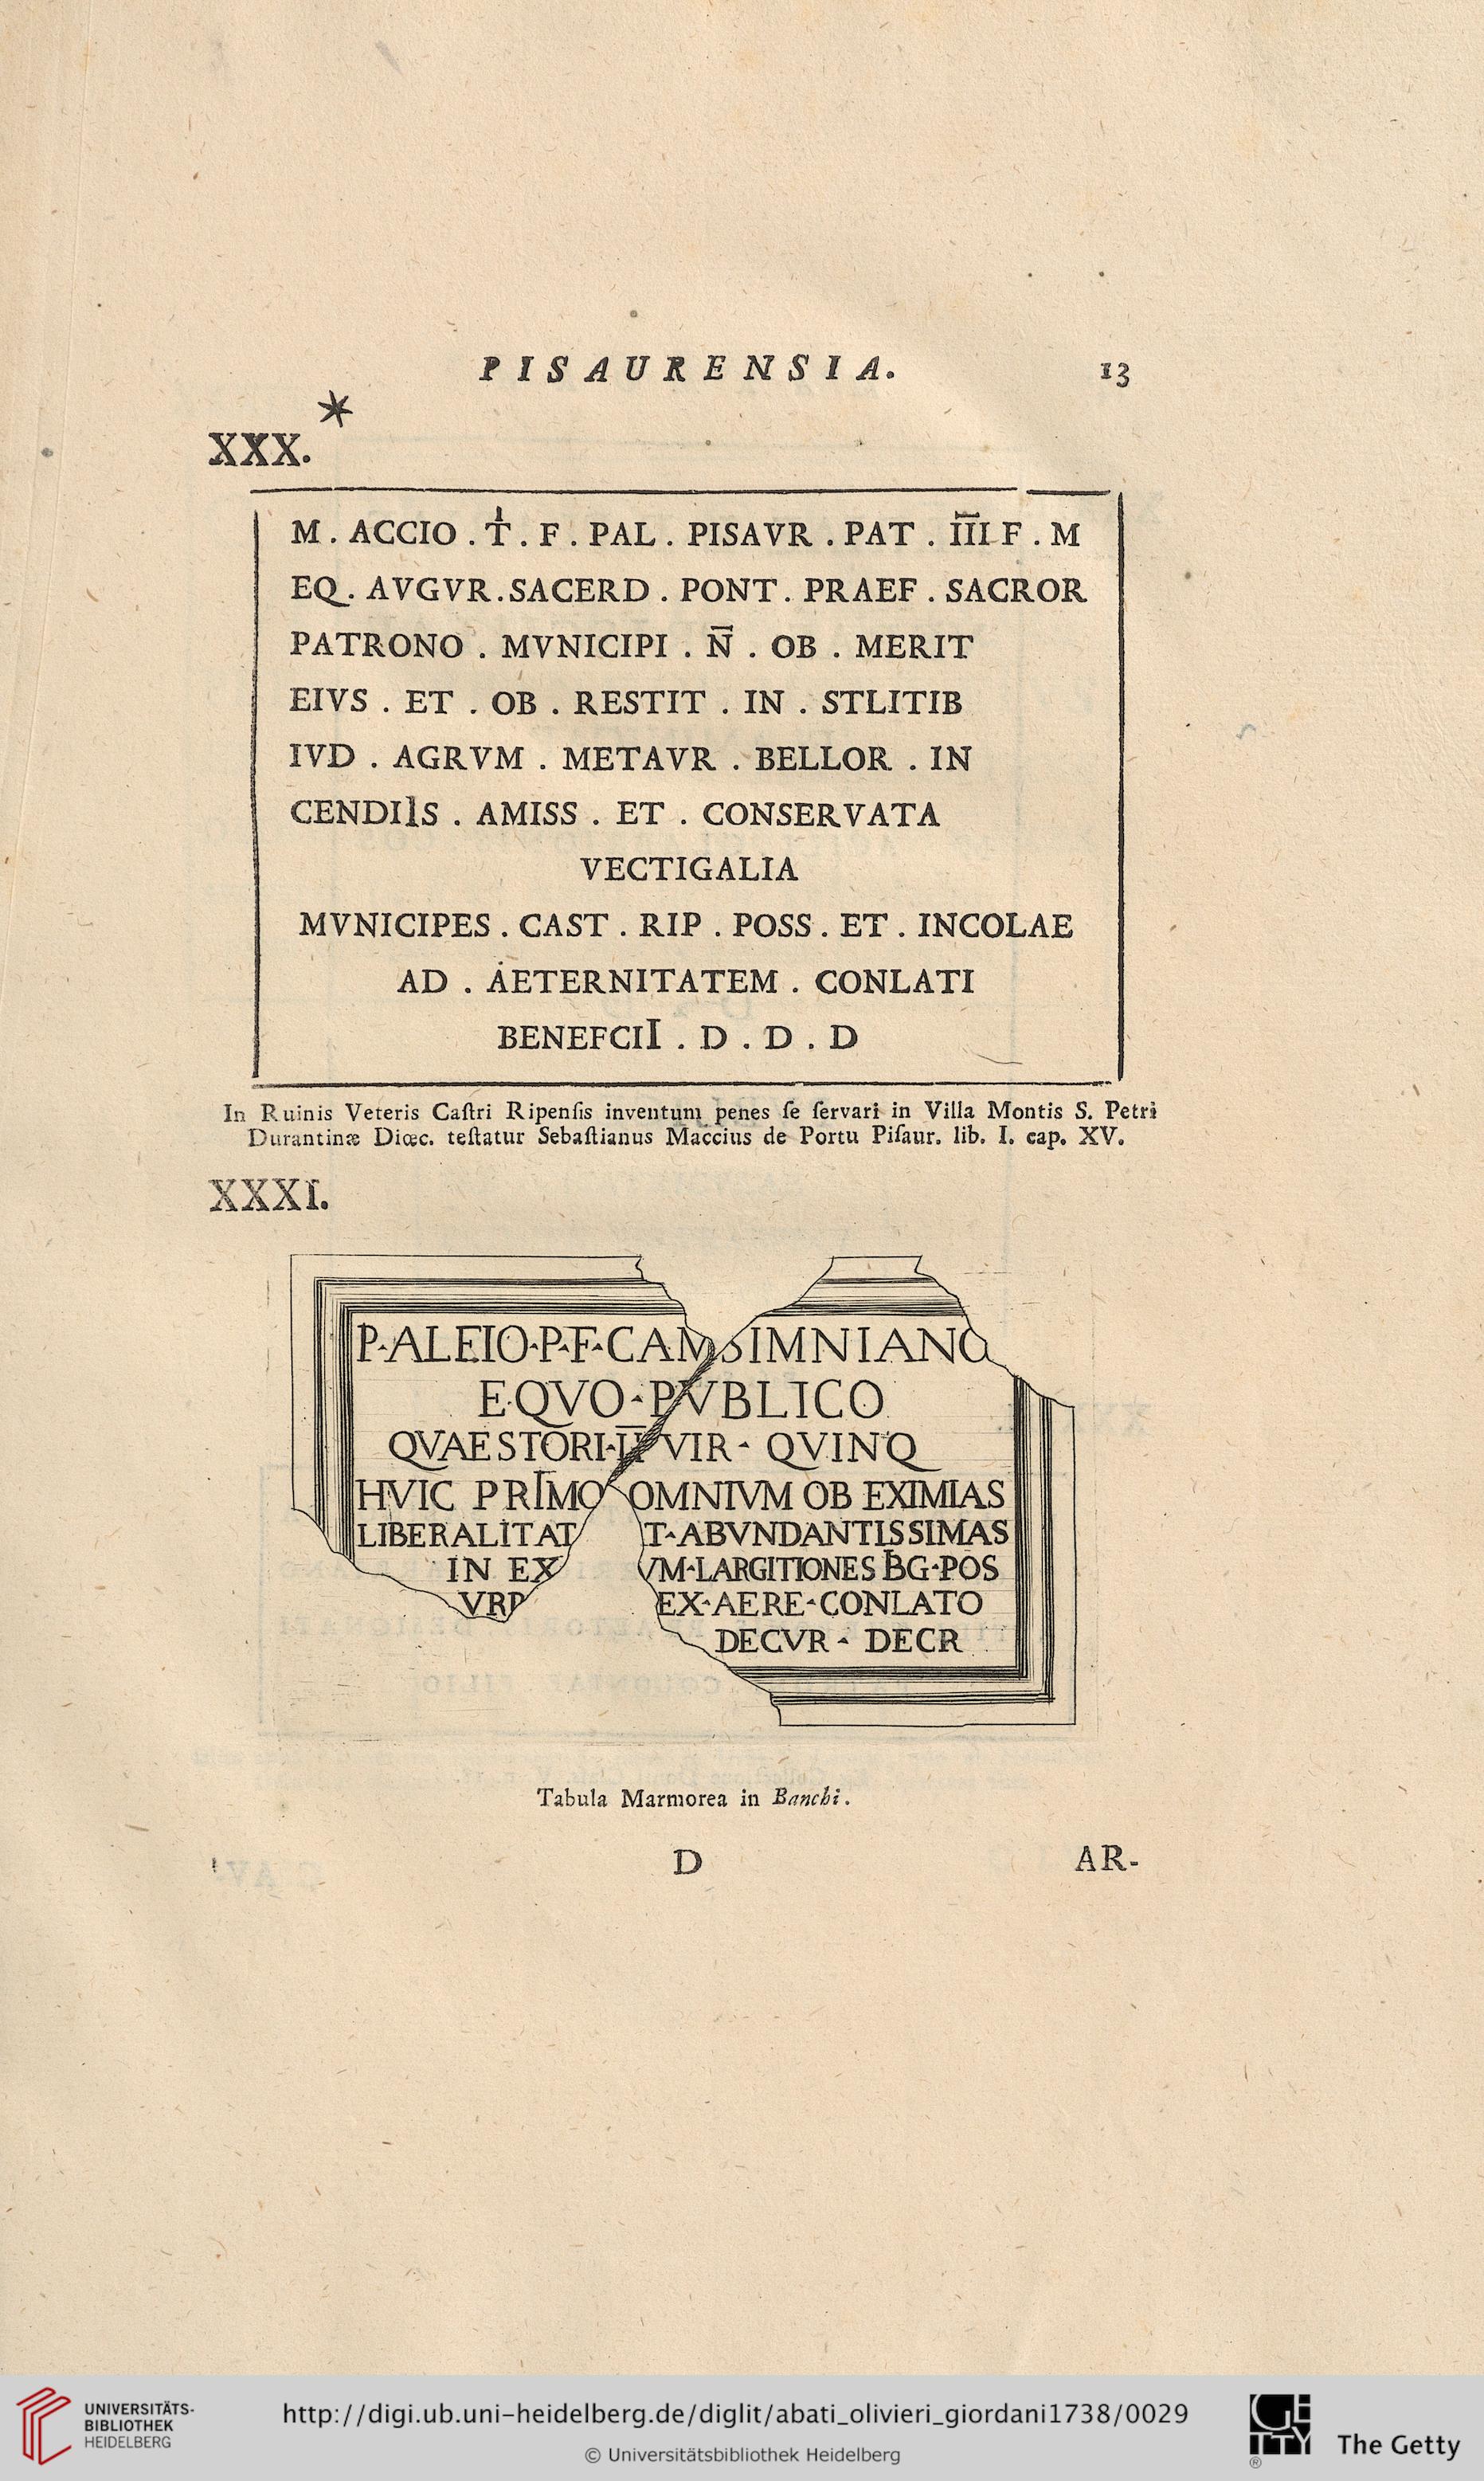 PISAURENSIA. 13
*
XXX.
M . ACCIO . T . F . PAL . PISAVR . PAT . I̅I̅I F . M
EQ . AVGVR . SACERD . PONT . PRAEF . SACROR
PATRONO . MVNICIPI . N̅ . OB . MERIT
EIVS . ET . OB . RESTIT . IN . STLITIB
IVD . AGRVM . METAVR . BELLOR . IN
CENDIIS . AMISS . ET . CONSERVATA
VECTIGALIA
MVNICIPES . CAST . RIP . POSS . ET . INCOLAE
AD . AETERNITATEM . CONLATI
BENEFCII . D . D . D
In Ruinis Veteris Caſtri Ripenſis inventum penes ſe ſervari in Villa Montis S. Petri
Durantinæ Diœc. teſtatur Sebaſtianus Maccius de Portu Piſaur. lib. I. cap. XV.
XXXI.
P·ALEIO·P·F·CAM SIMNIANO
EQVO·PVBLICO
QVAESTORI·I̅I̅ VIR· QVINQ
HVIC PRIMO OMNIVM OB EXIMIAS
LIBERALITAT T·ABVNDANTISSIMAS
IN EX VM·LARGITIONES BG·POS
VRP EX·AERE·CONLATO
DECVR· DECR
Tabula Marmorea in Banchi.
D AR-
UNIVERSITÄTS-
BIBLIOTHEK
HEIDELBERG
http://digi.ub.uni-heidelberg.de/diglit/abati_olivieri_giordani1738/0029
© Universitätsbibliothek Heidelberg
GETTY
®
The Getty